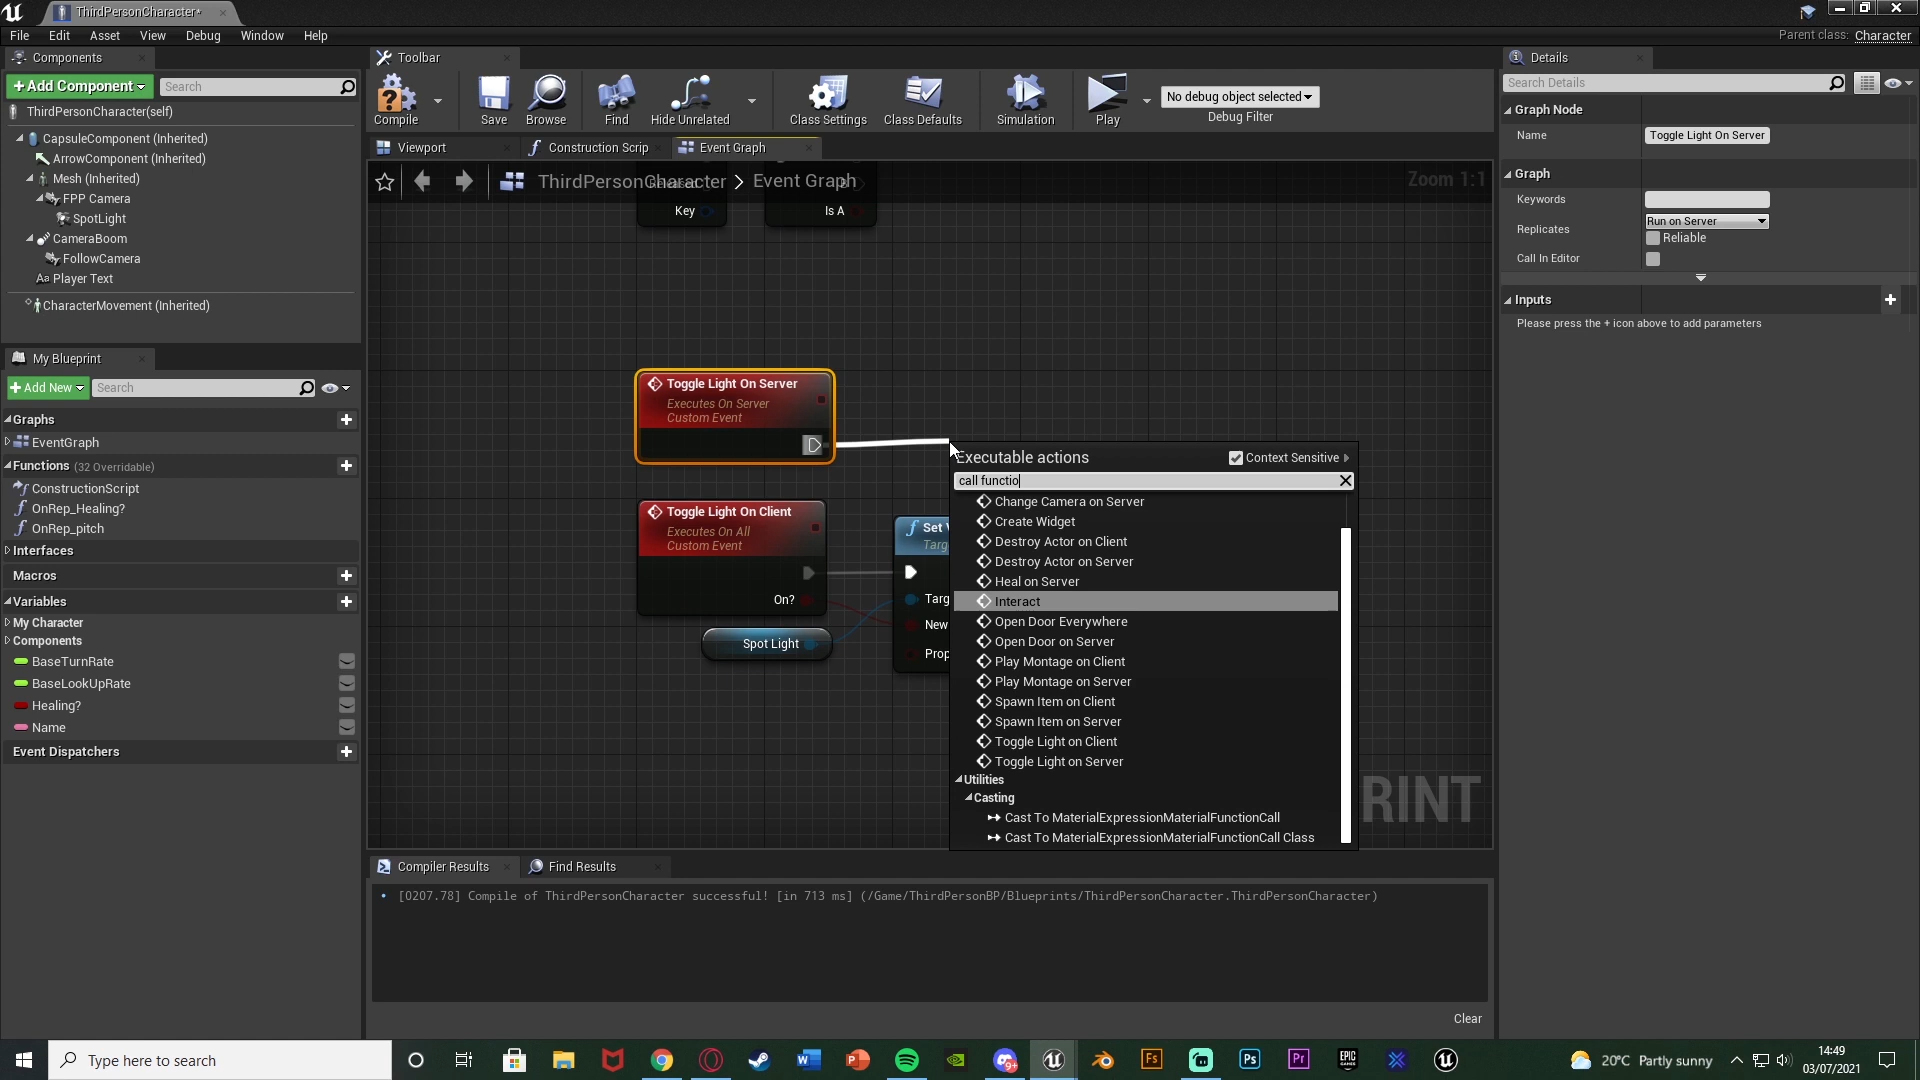 ThirdPersonCharacter*
File Edit Asset View Debug Window Help
Parent class: Character
Components
+ Add Component
Search
ThirdPersonCharacter(self)
CapsuleComponent (Inherited)
ArrowComponent (Inherited)
Mesh (Inherited)
FPP Camera
SpotLight
CameraBoom
FollowCamera
Aa Player Text
CharacterMovement (Inherited)
My Blueprint
+ Add New
Search
Graphs
EventGraph
Functions (32 Overridable)
ConstructionScript
OnRep_Healing?
OnRep_pitch
Interfaces
Macros
Variables
My Character
Components
BaseTurnRate
BaseLookUpRate
Healing?
Name
Event Dispatchers
Toolbar
Compile
Save
Browse
Find
Hide Unrelated
Class Settings
Class Defaults
Simulation
Play
No debug object selected
Debug Filter
Viewport
Construction Scrip
Event Graph
ThirdPersonCharacter > Event Graph
Zoom 1:1
Key
Is A
Toggle Light On Server
Executes On Server
Custom Event
Toggle Light On Client
Executes On All
Custom Event
On?
Spot Light
Set
Targ
Targ
New
Prop
RINT
Executable actions
Context Sensitive
call functio
Change Camera on Server
Create Widget
Destroy Actor on Client
Destroy Actor on Server
Heal on Server
Interact
Open Door Everywhere
Open Door on Server
Play Montage on Client
Play Montage on Server
Spawn Item on Client
Spawn Item on Server
Toggle Light on Client
Toggle Light on Server
Utilities
Casting
Cast To MaterialExpressionMaterialFunctionCall
Cast To MaterialExpressionMaterialFunctionCall Class
Compiler Results
Find Results
[0207.78] Compile of ThirdPersonCharacter successful! [in 713 ms] (/Game/ThirdPersonBP/Blueprints/ThirdPersonCharacter.ThirdPersonCharacter)
Clear
Details
Search Details
Graph Node
Name
Toggle Light On Server
Graph
Keywords
Replicates
Run on Server
Reliable
Call In Editor
Inputs
Please press the + icon above to add parameters
Type here to search
20°C Partly sunny
14:49
03/07/2021